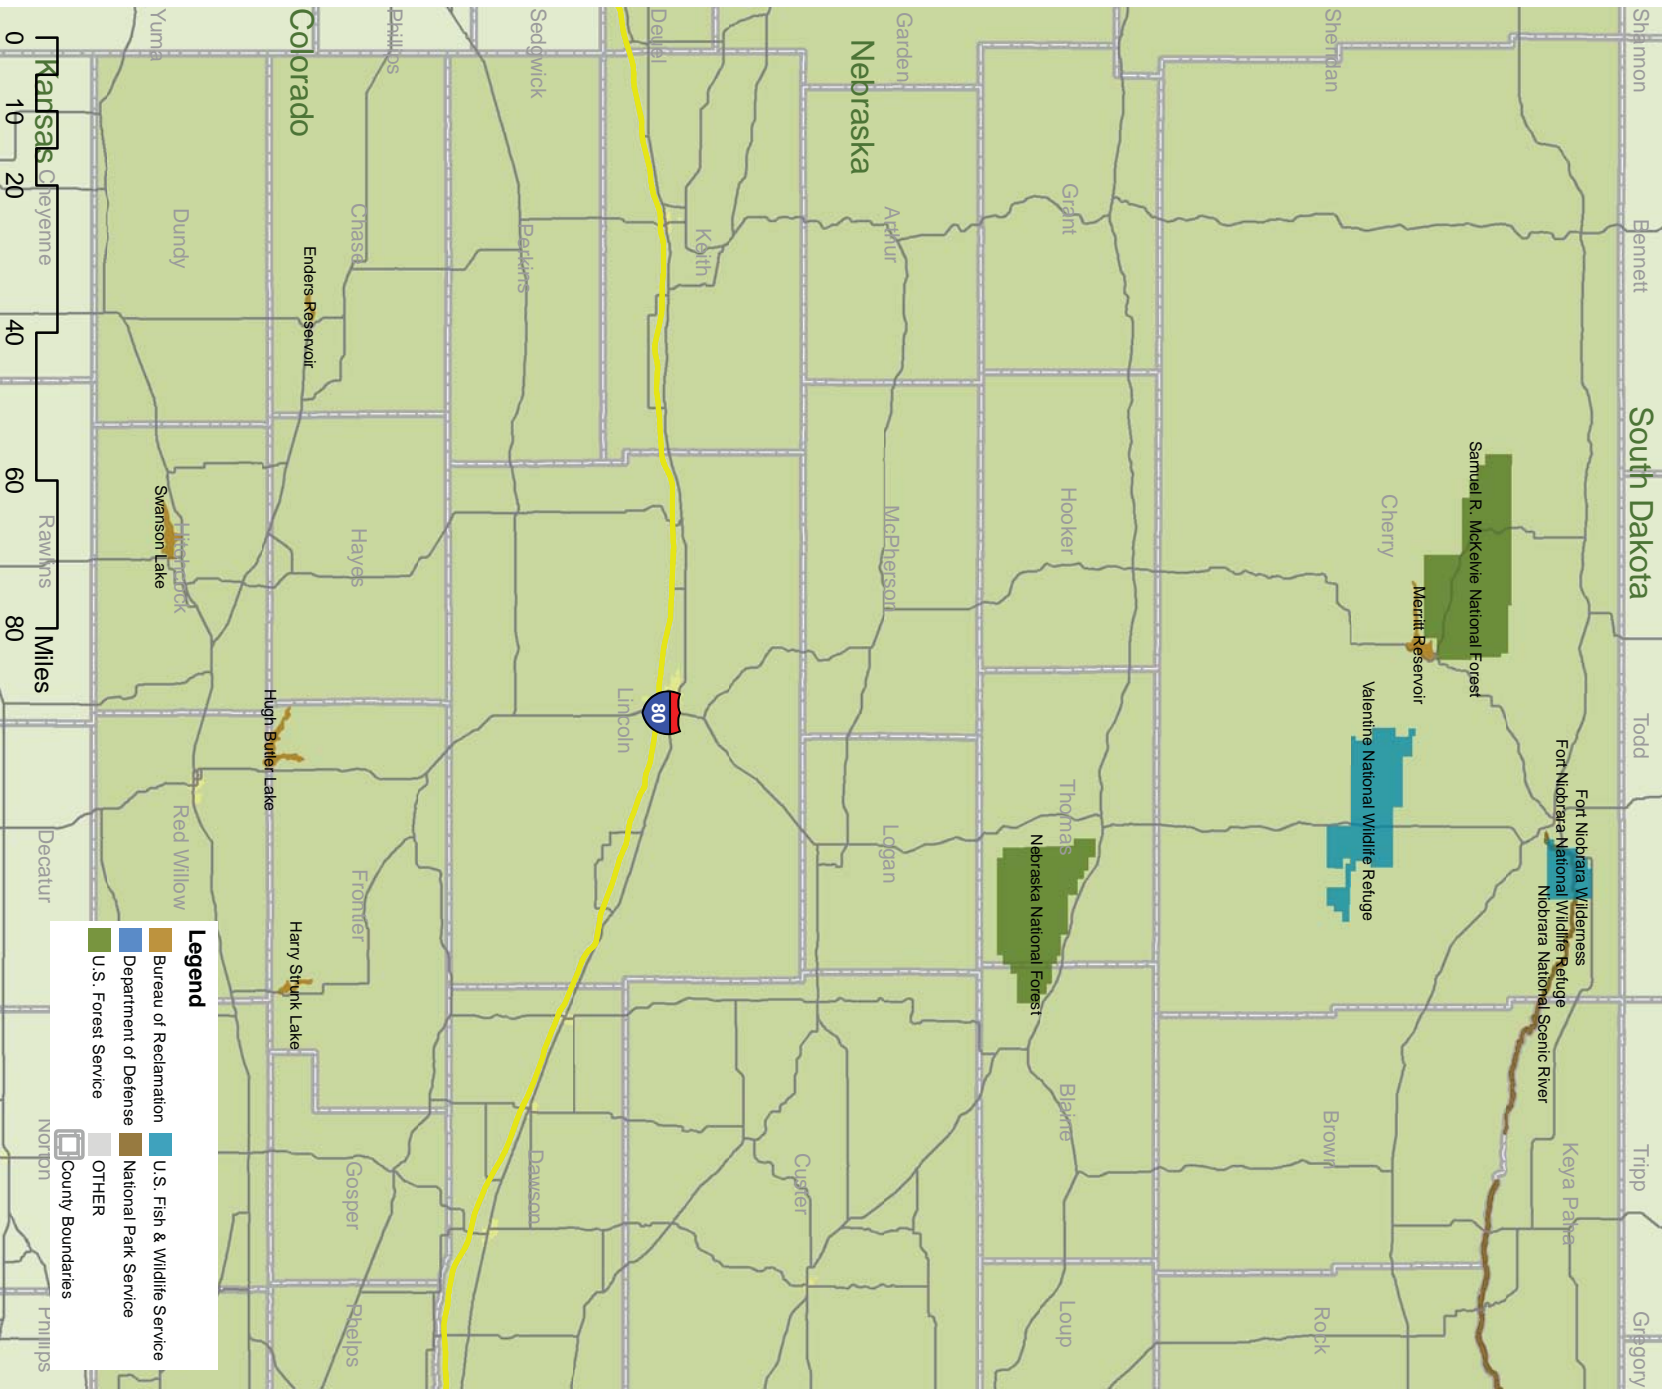 Shannon
Bennett
South Dakota
Todd
Tripp
Gregory
Sheridan
Cherry
Samuel R. McKelvie National Forest
Merritt Reservoir
Valentine National Wildlife Refuge
Fort Niobrara Wilderness
Fort Niobrara National Wildlife Refuge
Niobrara National Scenic River
Keya Paha
Brown
Rock
Grant
Hooker
Thomas
Nebraska National Forest
Blaine
Loup
Garden
Nebraska
Arthur
McPherson
Logan
Custer
Deuel
Keith
Lincoln
80
Dawson
Sedgwick
Perkins
Phillips
Chase
Hayes
Frontier
Gosper
Phelps
Colorado
Enders Reservoir
Hugh Butler Lake
Harry Strunk Lake
Yuma
Dundy
Swanson Lake
Hitchcock
Red Willow
Kansas
Cheyenne
Rawlins
Decatur
Norton
Phillips
0 10 20 40 60 80
Miles
Legend
Bureau of Reclamation
Department of Defense
U.S. Forest Service
U.S. Fish & Wildlife Service
National Park Service
OTHER
County Boundaries